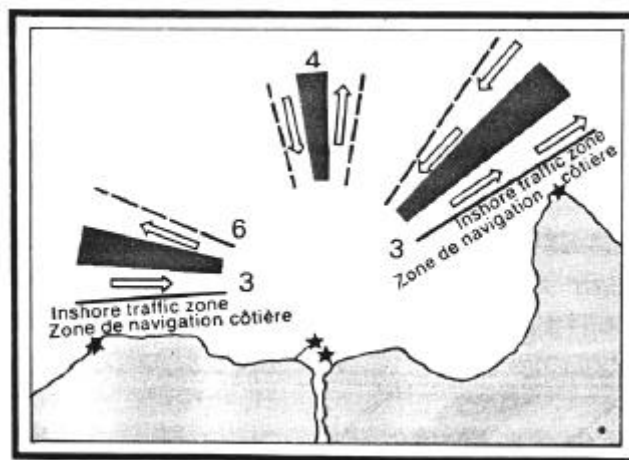 4
Inshore traffic zone
Zone de navigation côtière
3
6
3
Inshore traffic zone
Zone de navigation côtière